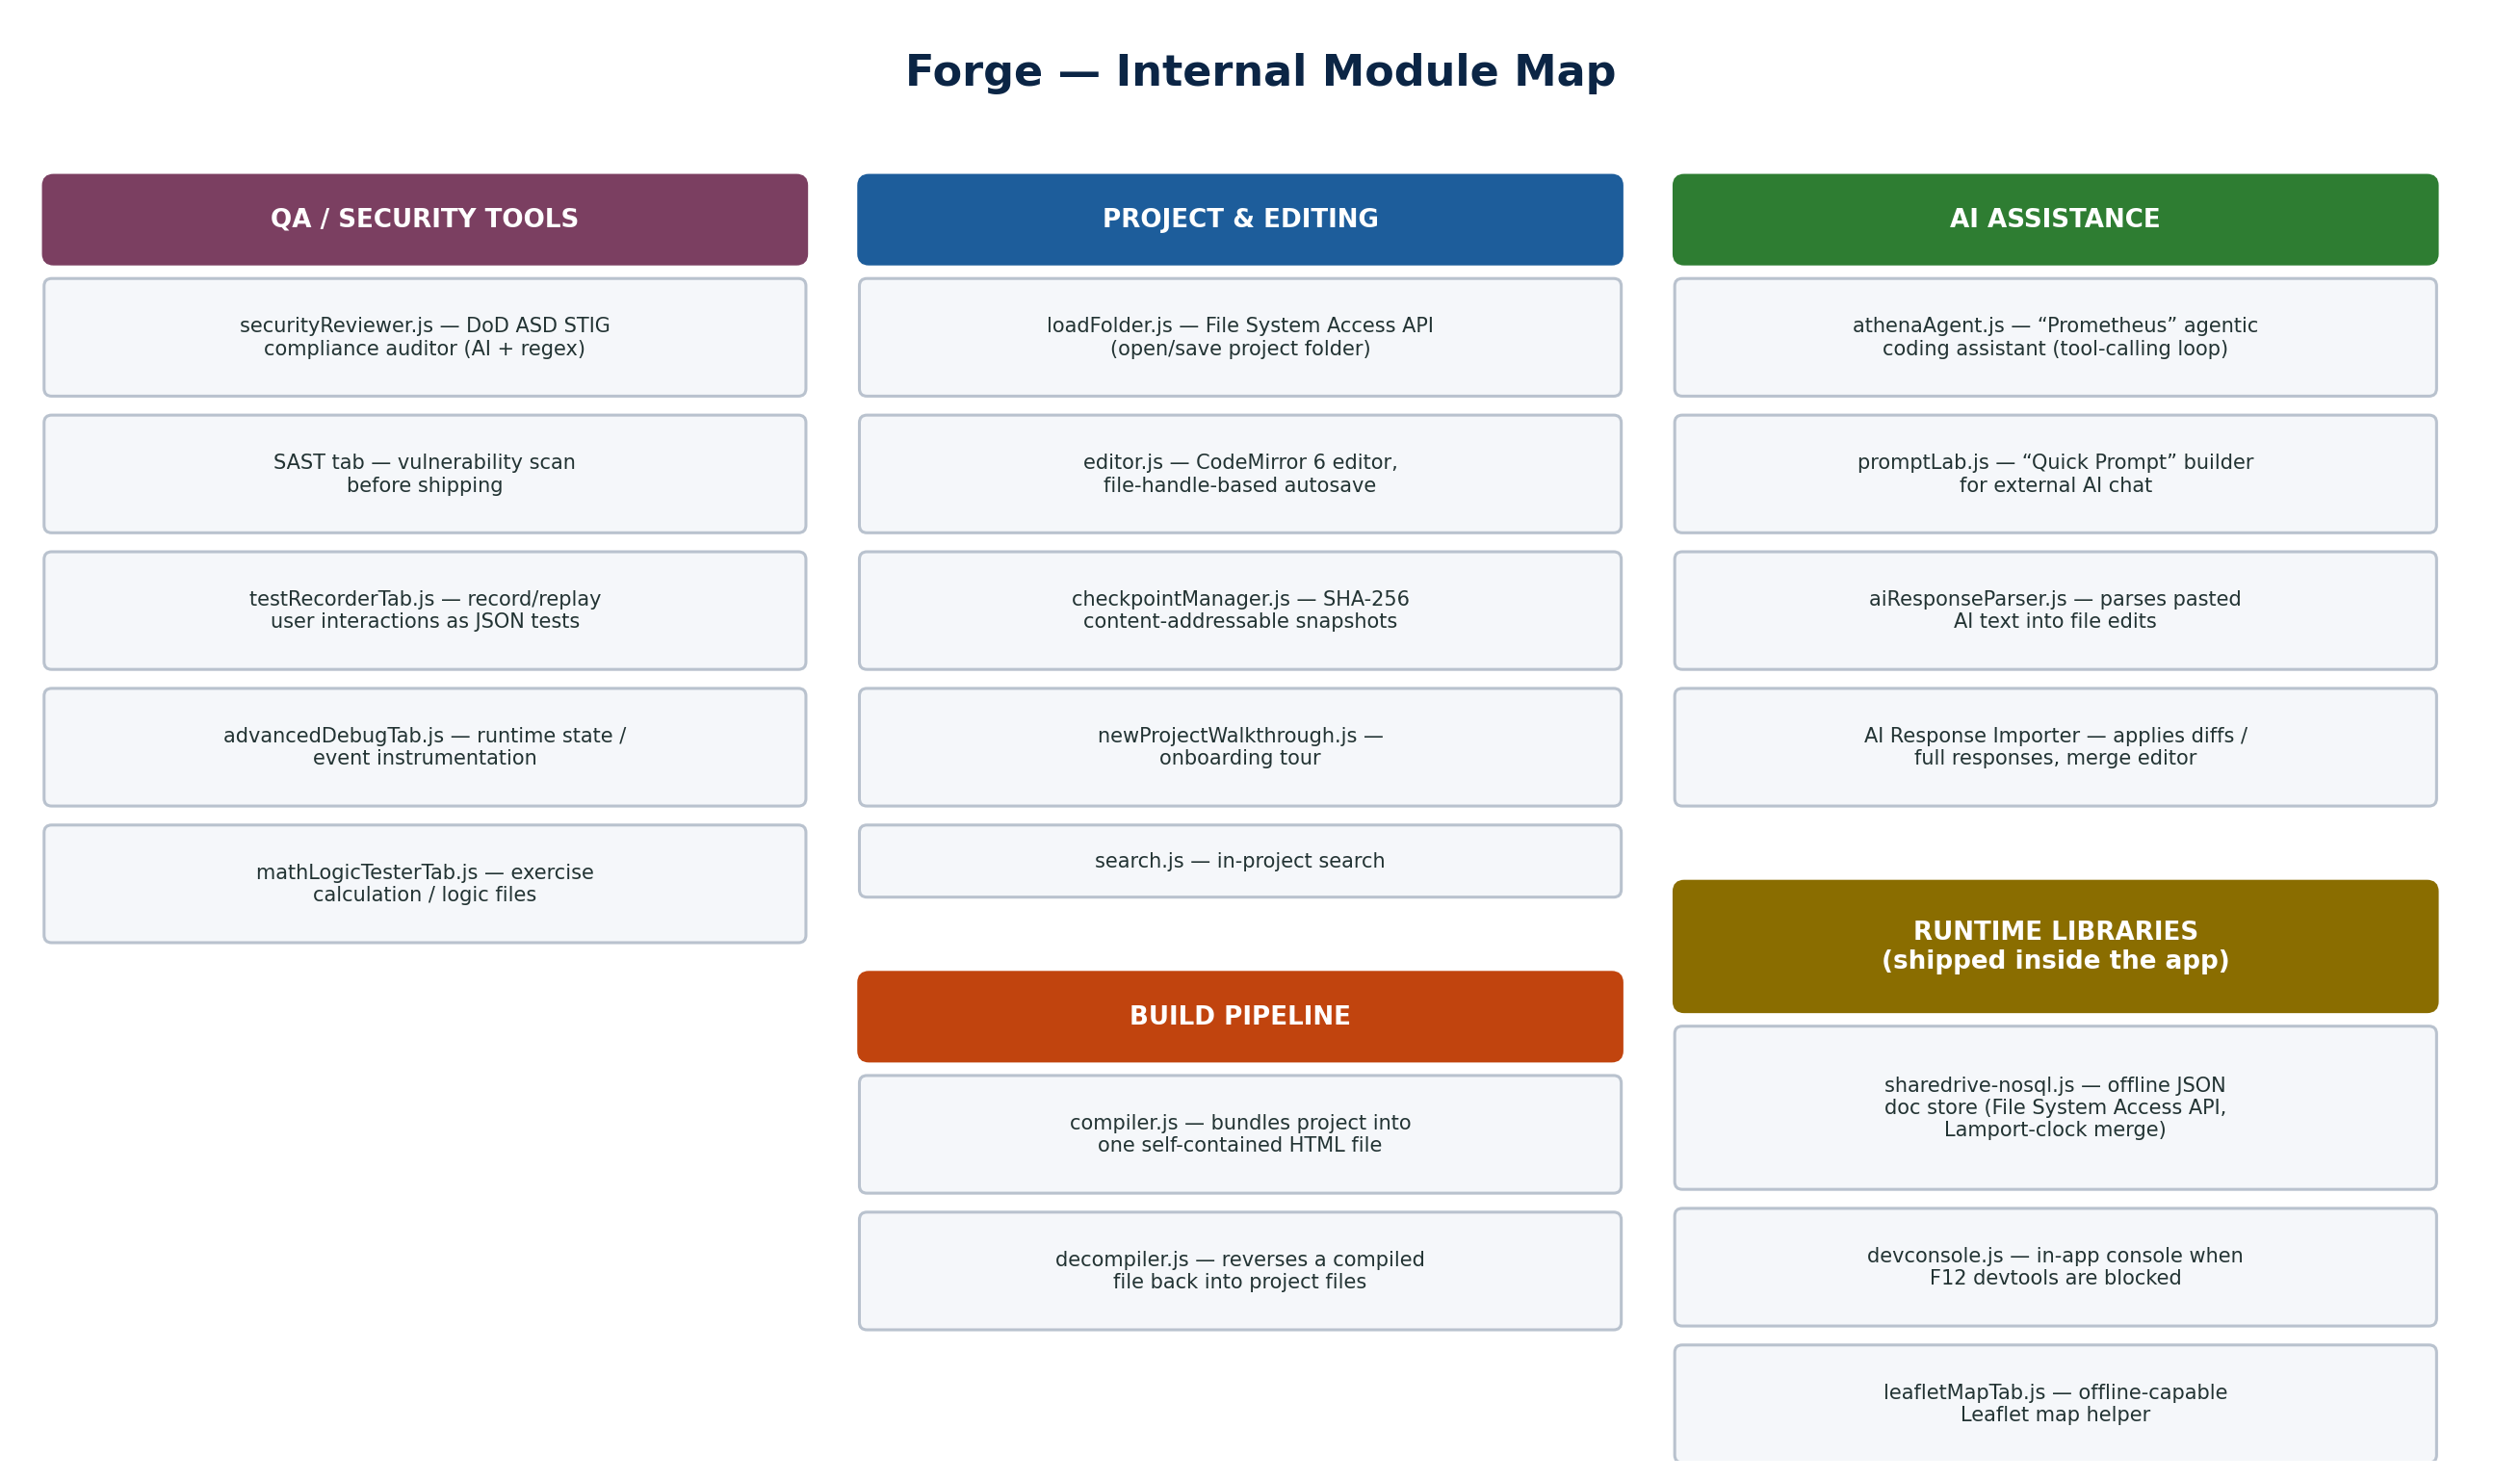 Forge — Internal Module Map
QA / SECURITY TOOLS
securityReviewer.js — DoD ASD STIG
compliance auditor (AI + regex)
SAST tab — vulnerability scan
before shipping
testRecorderTab.js — record/replay
user interactions as JSON tests
advancedDebugTab.js — runtime state /
event instrumentation
mathLogicTesterTab.js — exercise
calculation / logic files
PROJECT & EDITING
loadFolder.js — File System Access API
(open/save project folder)
editor.js — CodeMirror 6 editor,
file-handle-based autosave
checkpointManager.js — SHA-256
content-addressable snapshots
newProjectWalkthrough.js —
onboarding tour
search.js — in-project search
BUILD PIPELINE
compiler.js — bundles project into
one self-contained HTML file
decompiler.js — reverses a compiled
file back into project files
AI ASSISTANCE
athenaAgent.js — “Prometheus” agentic
coding assistant (tool-calling loop)
promptLab.js — “Quick Prompt” builder
for external AI chat
aiResponseParser.js — parses pasted
AI text into file edits
AI Response Importer — applies diffs /
full responses, merge editor
RUNTIME LIBRARIES
(shipped inside the app)
sharedrive-nosql.js — offline JSON
doc store (File System Access API,
Lamport-clock merge)
devconsole.js — in-app console when
F12 devtools are blocked
leafletMapTab.js — offline-capable
Leaflet map helper